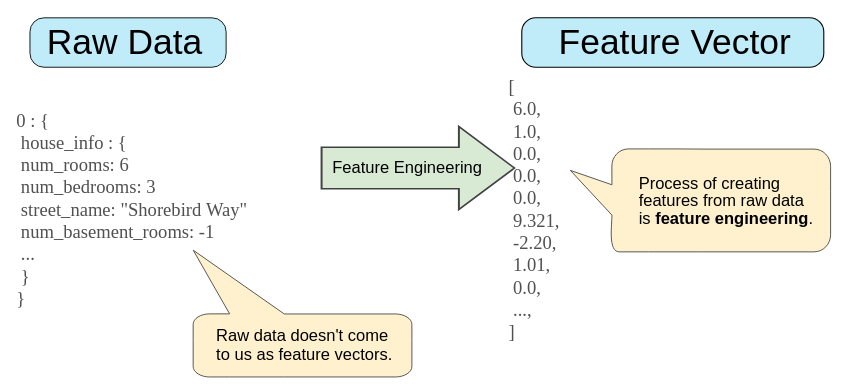 Raw Data
0 : {
house_info : {
num_rooms: 6
num_bedrooms: 3
street_name: "Shorebird Way"
num_basement_rooms: -1
...
}
}
Raw data doesn't come
to us as feature vectors.
Feature Engineering
Feature Vector
[
6.0,
1.0,
0.0,
0.0,
0.0,
9.321,
-2.20,
1.01,
0.0,
...,
]
Process of creating
features from raw data
is feature engineering.